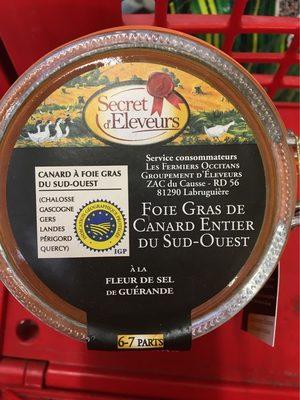 Secret
d'Éleveurs
Service consommateurs
Les Fermiers Occitans
Groupement d'Éleveurs
ZAC du Causse - RD 56
81290 Labruguière
CANARD À FOIE GRAS
DU SUD-OUEST
(CHALOSSE
GASCOGNE
GERS
LANDES
PÉRIGORD
QUERCY)
IGP
Foie Gras de
Canard Entier
du Sud-Ouest
À LA
FLEUR DE SEL
DE GUÉRANDE
6-7 PARTS